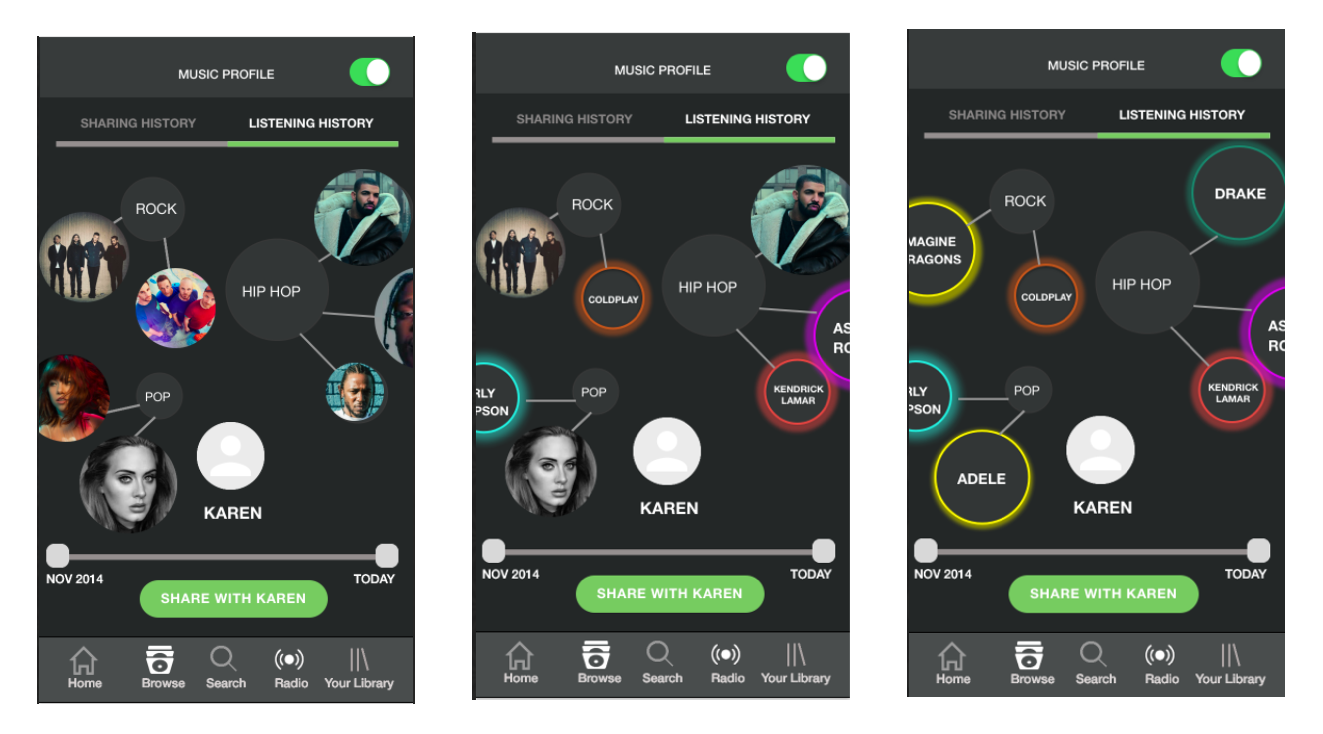 MUSIC PROFILE
SHARING HISTORY
LISTENING HISTORY
ROCK
HIP HOP
POP
KAREN
NOV 2014
TODAY
SHARE WITH KAREN
Home
Browse
Search
Radio
Your Library
MUSIC PROFILE
SHARING HISTORY
LISTENING HISTORY
ROCK
COLDPLAY
HIP HOP
AS
RO
KENDRICK
LAMAR
RLY
PSON
POP
KAREN
NOV 2014
TODAY
SHARE WITH KAREN
Home
Browse
Search
Radio
Your Library
MUSIC PROFILE
SHARING HISTORY
LISTENING HISTORY
ROCK
DRAKE
MAGINE
RAGONS
COLDPLAY
HIP HOP
AS
RO
KENDRICK
LAMAR
RLY
PSON
POP
ADELE
KAREN
NOV 2014
TODAY
SHARE WITH KAREN
Home
Browse
Search
Radio
Your Library